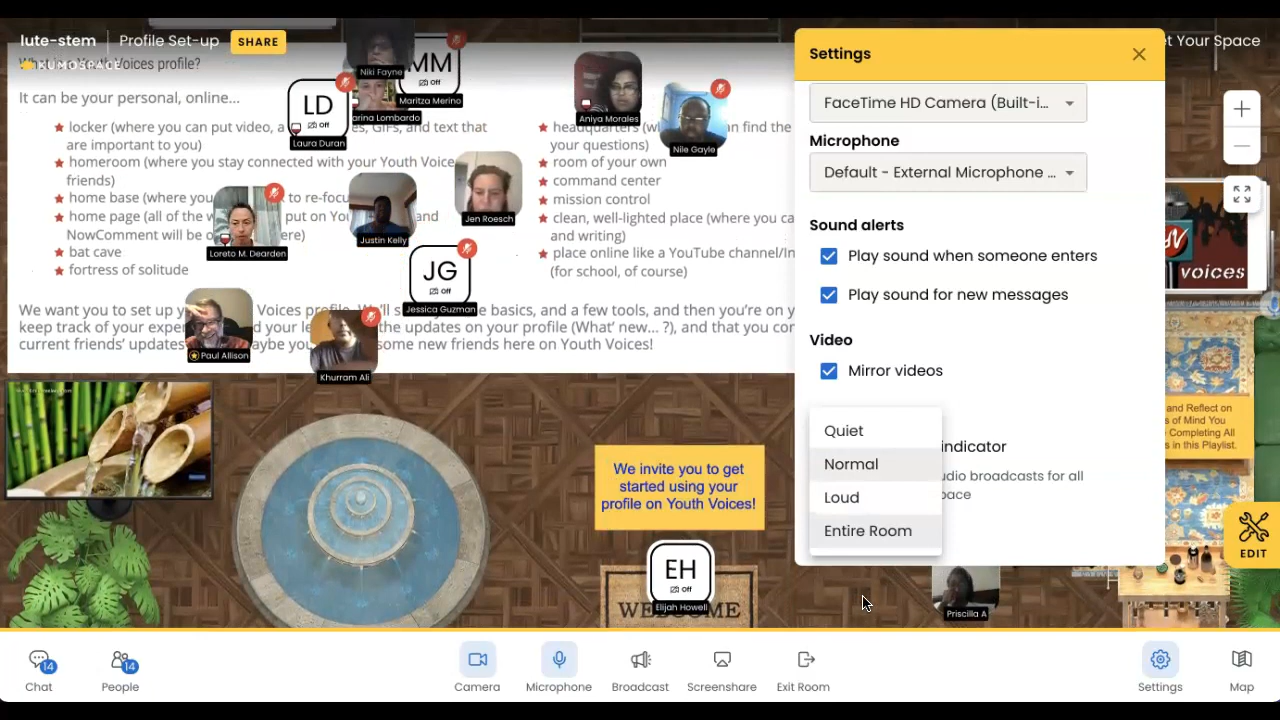 lute-stem
Profile Set-up
SHARE
et Your Space
Voices profile?
KUMOSPACE
It can be your personal, online…
locker (where you can put video, a
es, GIFs, and text that
are important to you)
homeroom (where you stay connected with your Youth Voice
friends)
home base (where you
to re-focu
home page (all of the w
put on You
and
NowComment will be
ere)
bat cave
fortress of solitude
headquarters (wh
an find the
your questions)
room of your own
command center
mission control
clean, well-lighted place (where you ca
and writing)
place online like a YouTube channel/In
(for school, of course)
We want you to set up y
Voices profile. We'll s
e basics, and a few tools, and then you're on y
keep track of your exper
d your le
the updates on your profile (What' new... ?), and that you con
current friends' updates
aybe you
some new friends here on Youth Voices!
Niki Fayne
MM
Off
Maritza Merino
LD
Off
Laura Duran
arina Lombardo
Aniya Morales
Nile Gayle
Jen Roesch
Justin Kelly
Loreto M. Dearden
JG
Off
Jessica Guzman
Paul Allison
Khurram Ali
We invite you to get
started using your
profile on Youth Voices!
EH
Off
Elijah Howell
WELCOME
Priscilla A
Settings
FaceTime HD Camera (Built-i...
Microphone
Default - External Microphone ...
Sound alerts
Play sound when someone enters
Play sound for new messages
Video
Mirror videos
Quiet
Normal
Loud
Entire Room
indicator
udio broadcasts for all
pace
voices
and Reflect on
s of Mind You
Completing All
s in this Playlist.
EDIT
14
Chat
14
People
Camera
Microphone
Broadcast
Screenshare
Exit Room
Settings
Map